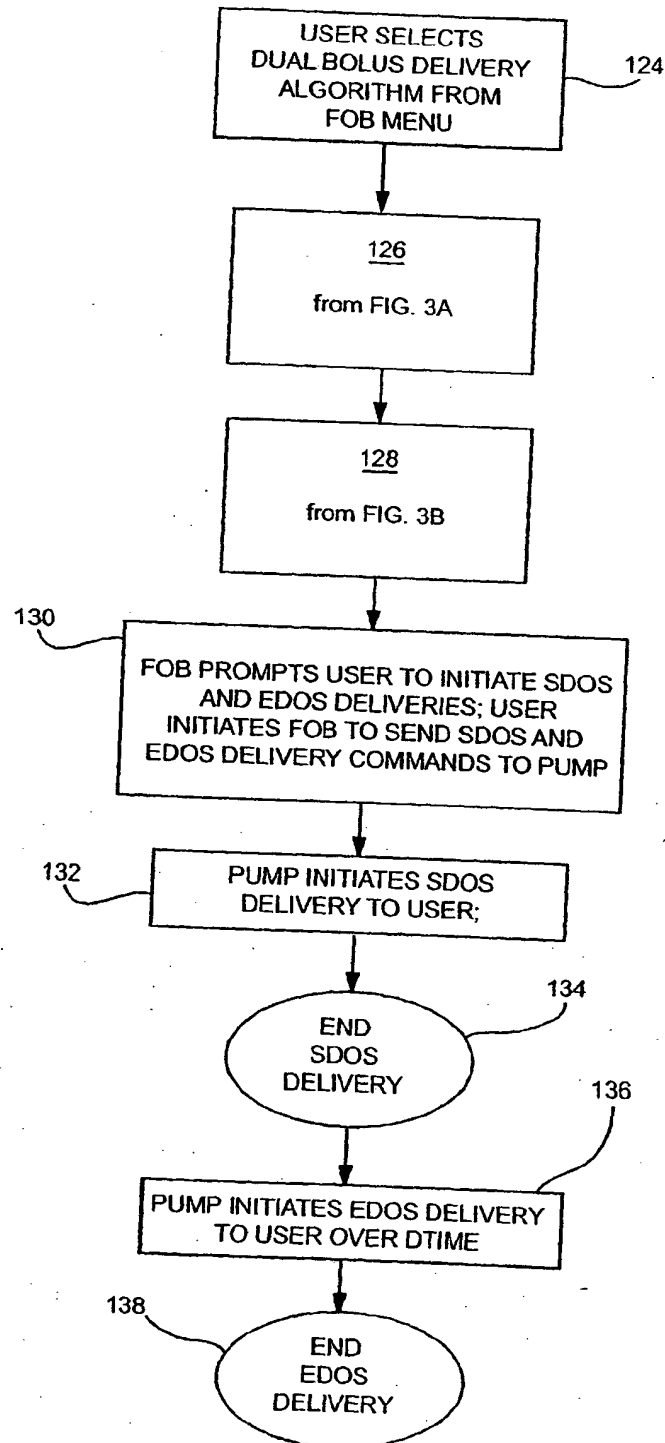 USER SELECTS
DUAL BOLUS DELIVERY
ALGORITHM FROM
FOB MENU
124
126
from FIG. 3A
128
from FIG. 3B
130
FOB PROMPTS USER TO INITIATE SDOS
AND EDOS DELIVERIES; USER
INITIATES FOB TO SEND SDOS AND
EDOS DELIVERY COMMANDS TO PUMP
132
PUMP INITIATES SDOS
DELIVERY TO USER;
134
END
SDOS
DELIVERY
136
PUMP INITIATES EDOS DELIVERY
TO USER OVER DTIME
138
END
EDOS
DELIVERY